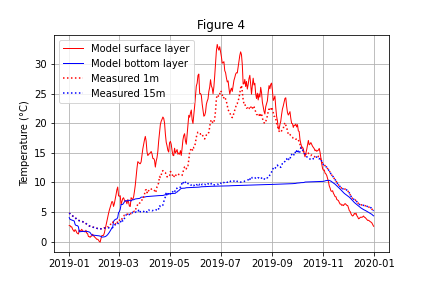 Figure 4
Model surface layer
Model bottom layer
Measured 1m
Measured 15m
Temperature (°C)
30
25
20
15
10
5
0
2019-01
2019-03
2019-05
2019-07
2019-09
2019-11
2020-01